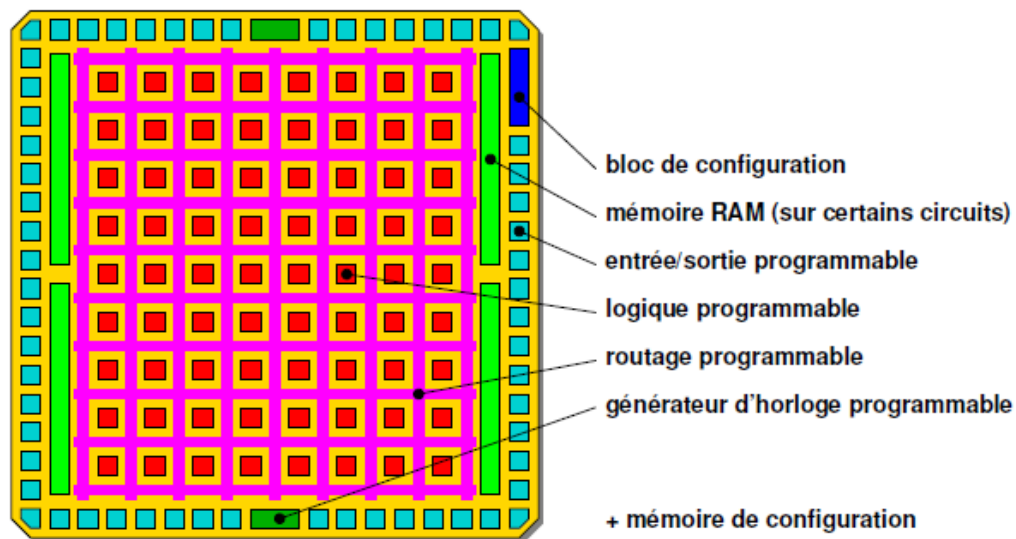 bloc de configuration
mémoire RAM (sur certains circuits)
entrée/sortie programmable
logique programmable
routage programmable
générateur d'horloge programmable
+ mémoire de configuration